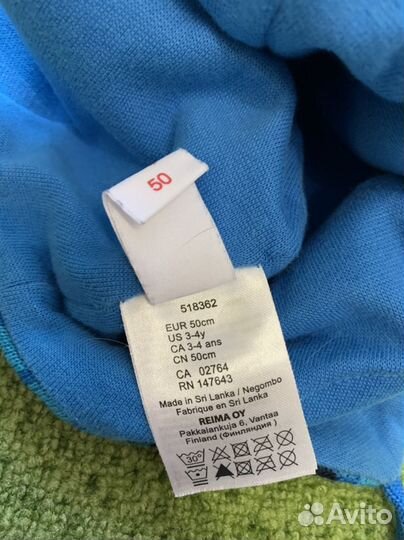 50
518362
EUR 50cm
US 3-4y
CA 3-4 ans
CN 50cm
CA 02764
RN 147643
Made in Sri Lanka / Negombo
Fabrique en Sri Lanka
REIMA OY
Pakkalankuja 6, Vantaa
Finland (Финляндия )
30°
Avito